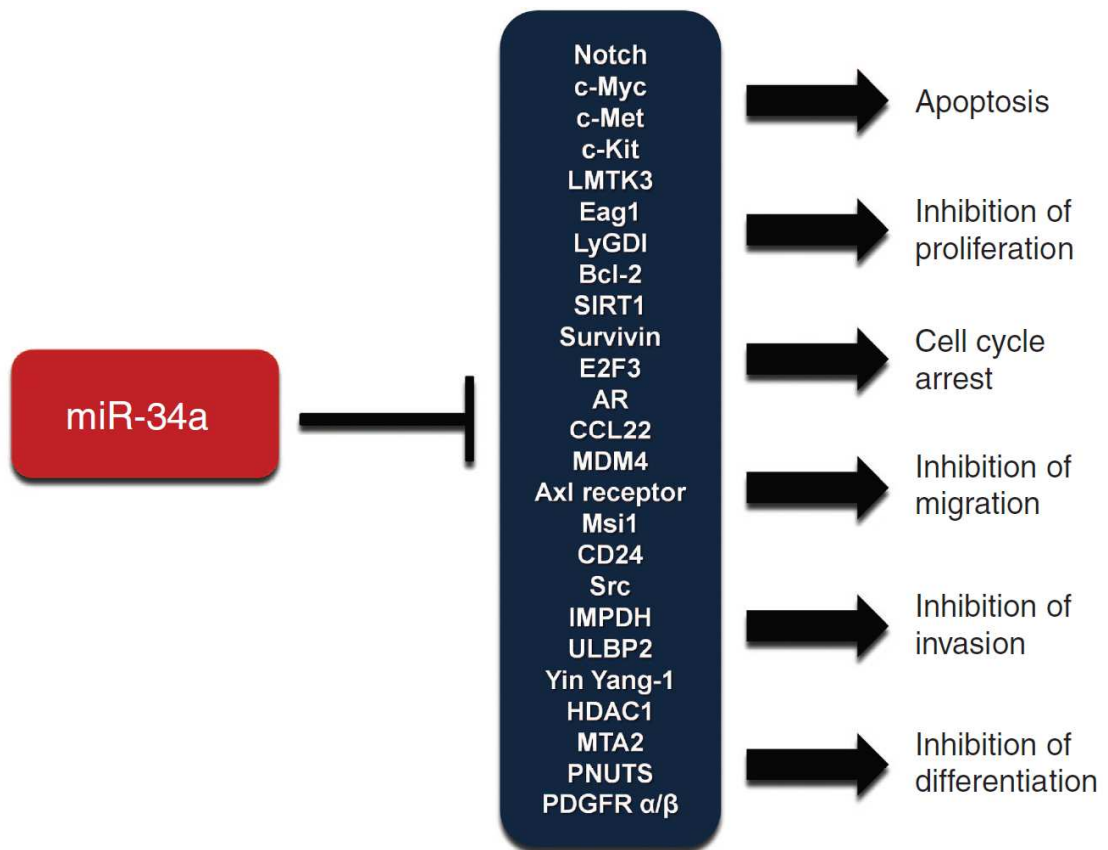 miR-34a
Notch
c-Myc
c-Met
c-Kit
LMTK3
Eag1
LyGDI
Bcl-2
SIRT1
Survivin
E2F3
AR
CCL22
MDM4
Axl receptor
Msi1
CD24
Src
IMPDH
ULBP2
Yin Yang-1
HDAC1
MTA2
PNUTS
PDGFR α/β
Apoptosis
Inhibition of
proliferation
Cell cycle
arrest
Inhibition of
migration
Inhibition of
invasion
Inhibition of
differentiation